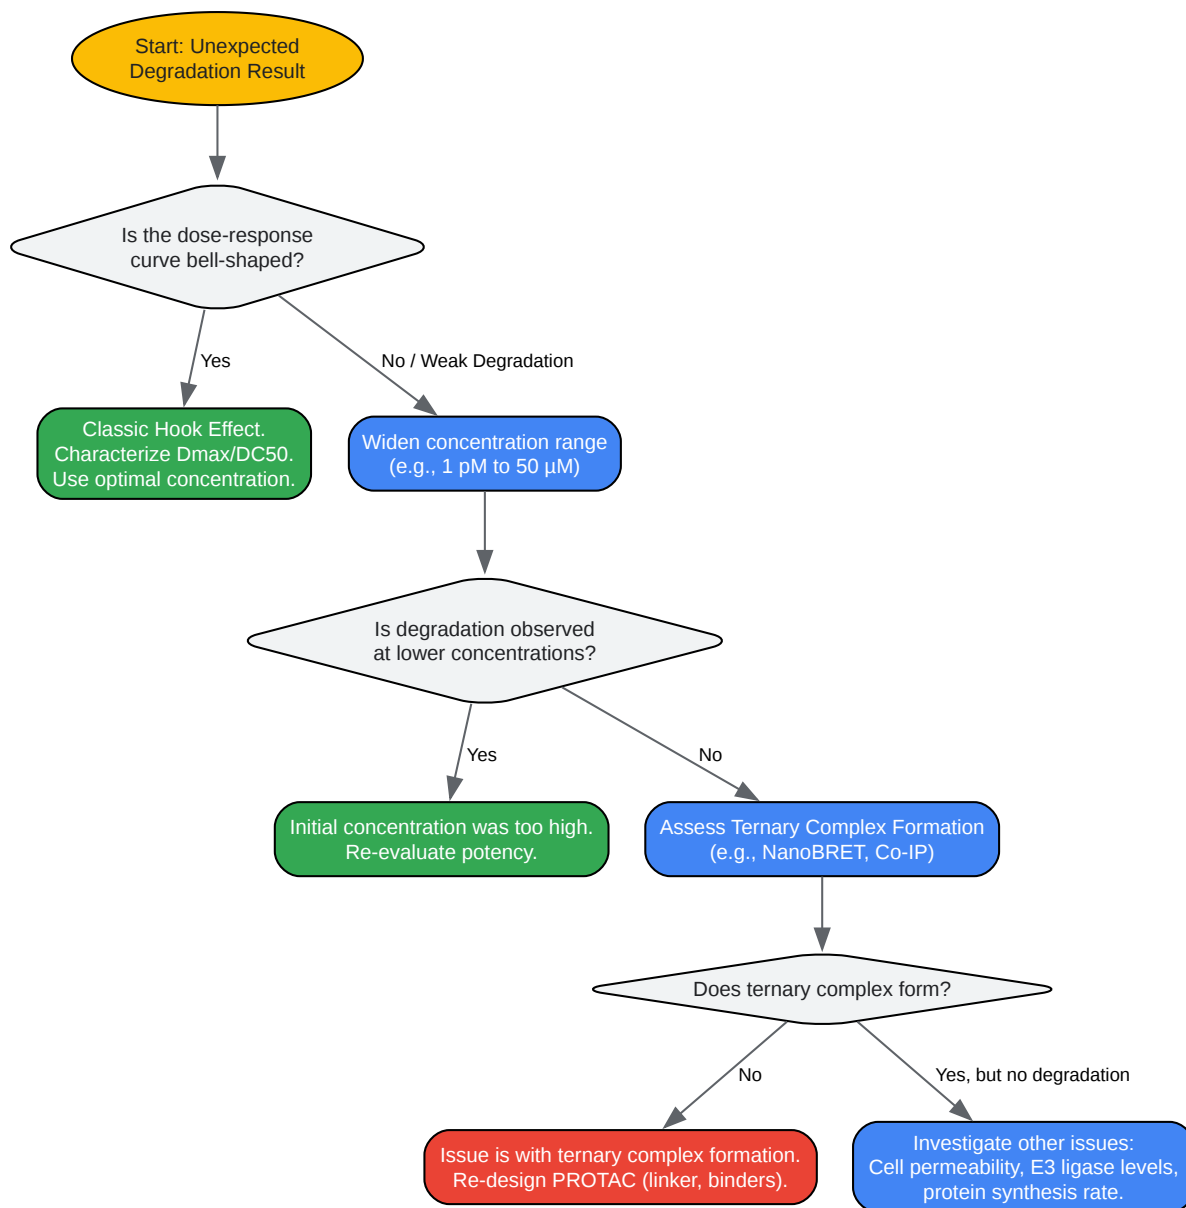 Start: Unexpected
Degradation Result
Is the dose-response
curve bell-shaped?
Yes
No / Weak Degradation
Classic Hook Effect.
Characterize Dmax/DC50.
Use optimal concentration.
Widen concentration range
(e.g., 1 pM to 50 µM)
Is degradation observed
at lower concentrations?
Yes
No
Initial concentration was too high.
Re-evaluate potency.
Assess Ternary Complex Formation
(e.g., NanoBRET, Co-IP)
Does ternary complex form?
No
Yes, but no degradation
Issue is with ternary complex formation.
Re-design PROTAC (linker, binders).
Investigate other issues:
Cell permeability, E3 ligase levels,
protein synthesis rate.